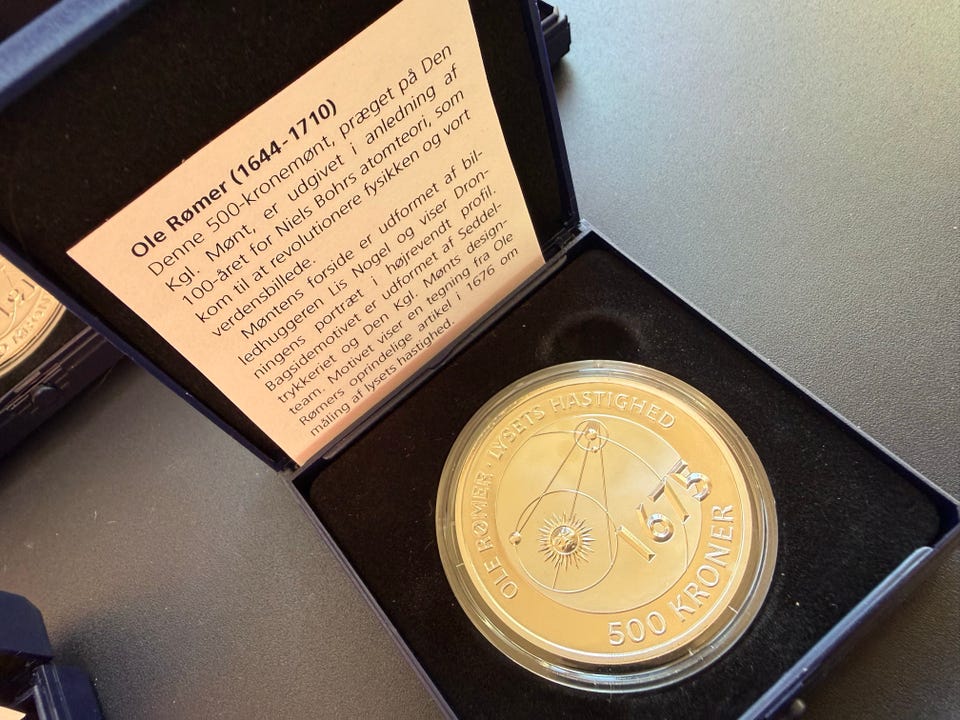 Ole Rømer (1644-1710)
Denne 500-kronemønt, præget på Den
Kgl. Mønt, er udgivet i anledning af
100-året for Niels Bohrs atomteori, som
kom til at revolutionere fysikken og vort
verdensbillede.
Møntens forside er udformet af bil-
ledhuggeren Lis Nogel og viser Dron-
ningens portræt i højrevendt profil.
Bagsidemotivet er udformet af Seddel-
trykkeriet og Den Kgl. Mønts design-
team. Motivet viser en tegning fra Ole
Rømers oprindelige artikel i 1676 om
måling af lysets hastighed.
OLE RØMER · LYSETS HASTIGHED
1675
500 KRONER